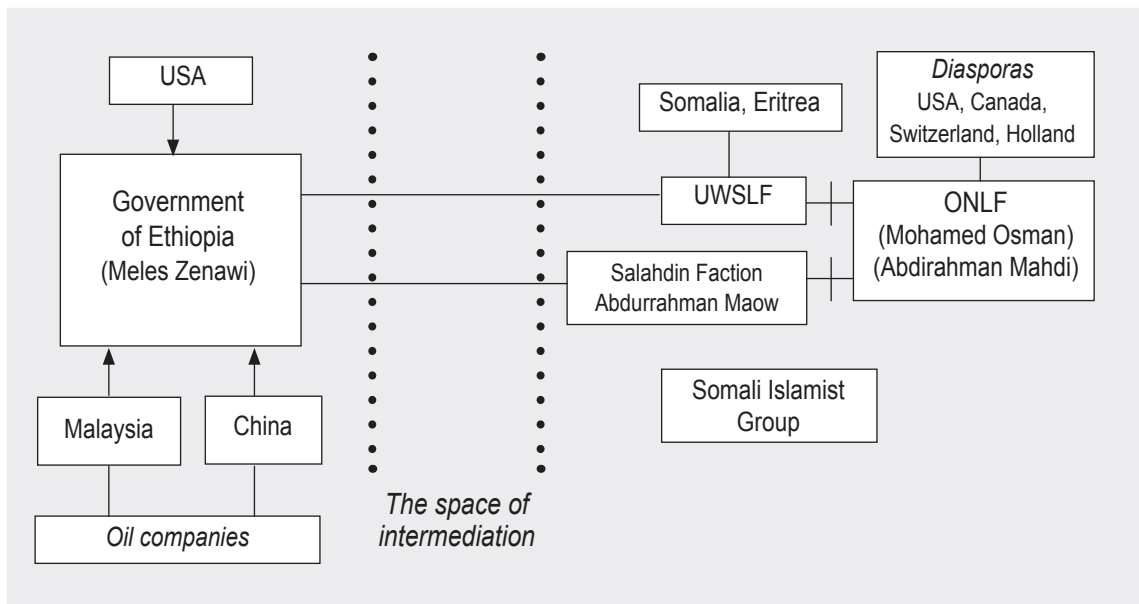 USA
Government
of Ethiopia
(Meles Zenawi)
Malaysia
China
Oil companies
The space of
intermediation
Somalia, Eritrea
UWSLF
Salahdin Faction
Abdurrahman Maow
Somali Islamist
Group
Diasporas
USA, Canada,
Switzerland, Holland
ONLF
(Mohamed Osman)
(Abdirahman Mahdi)